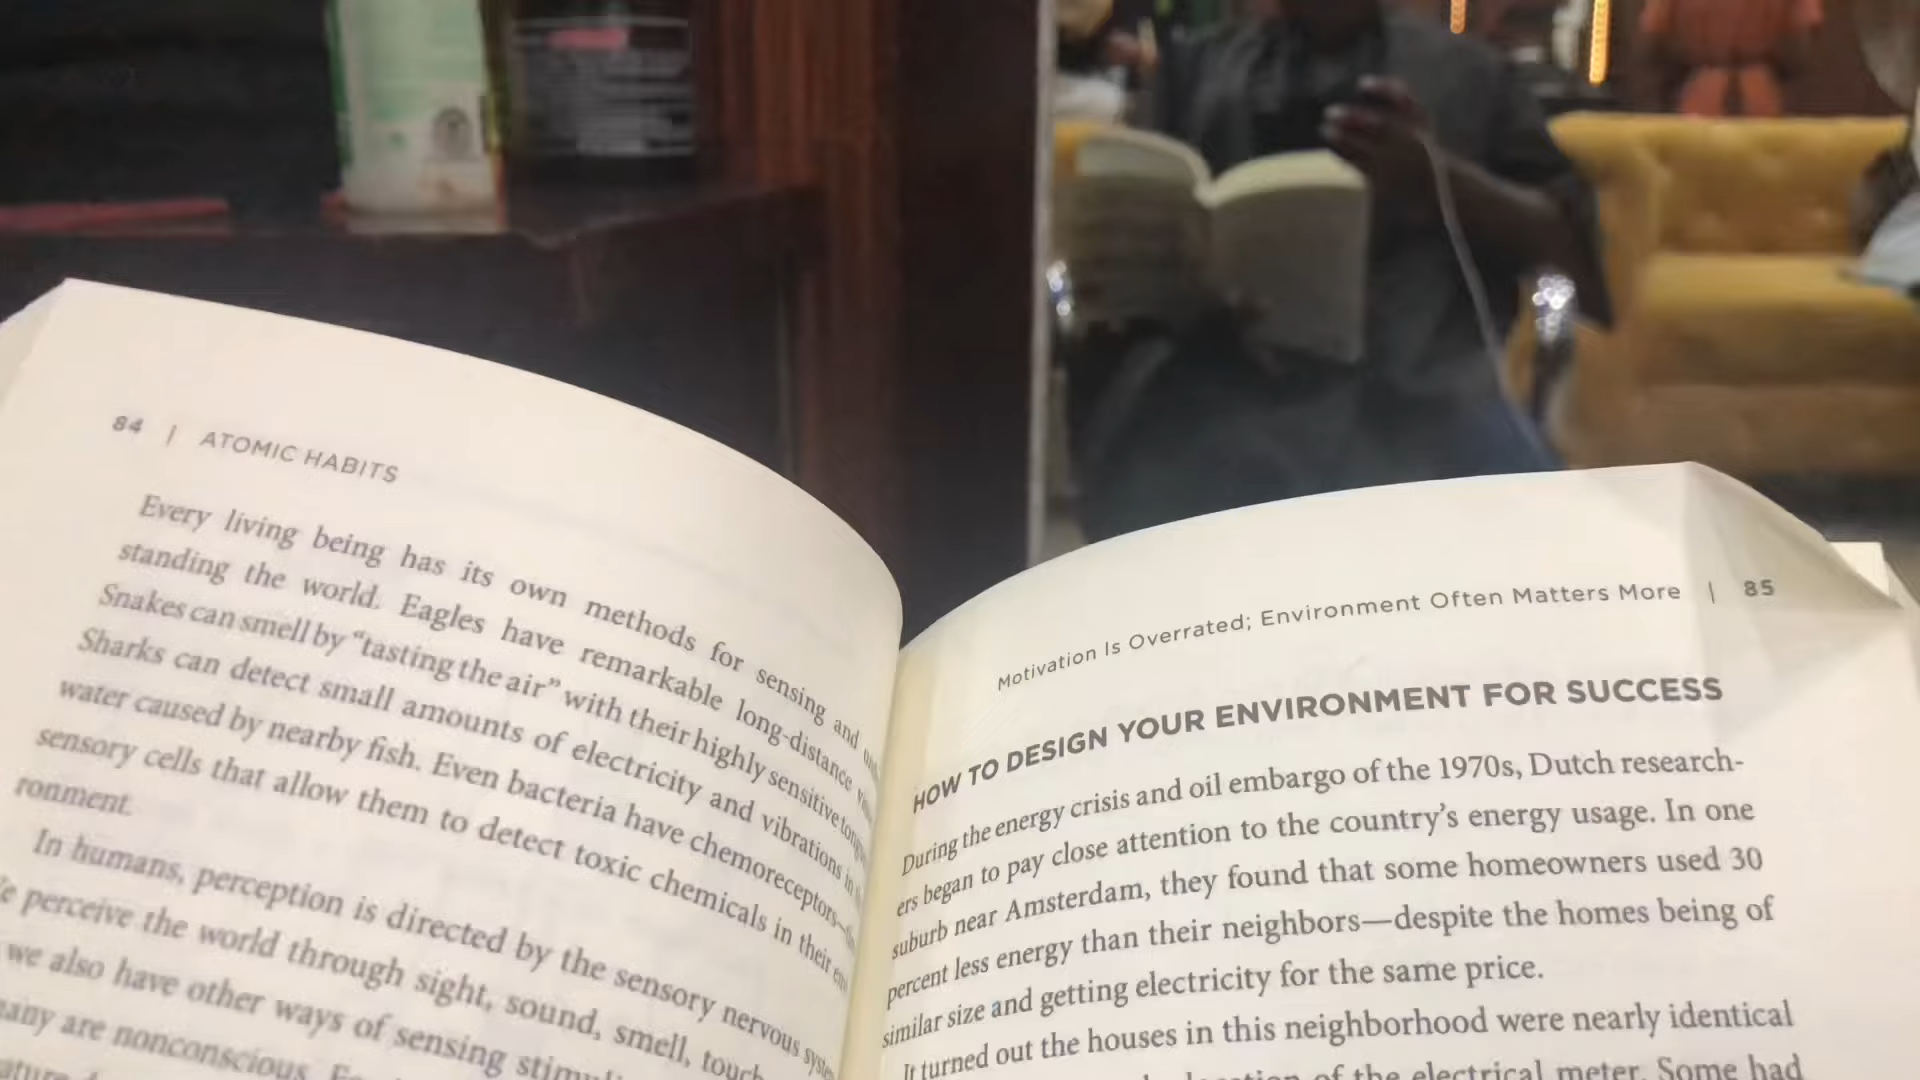 84 | ATOMIC HABITS
Every living being has its own methods for sensing and
standing the world. Eagles have remarkable long-distance
Snakes can smell by “tasting the air” with their highly sensitive
Sharks can detect small amounts of electricity and vibrations in
water caused by nearby fish. Even bacteria have chemoreceptors—
sensory cells that allow them to detect toxic chemicals in their
ronment.
In humans, perception is directed by the sensory nervous
perceive the world through sight, sound, smell, touch
we also have other ways of sensing
are nonconscious.
Motivation Is Overrated; Environment Often Matters More | 85
HOW TO DESIGN YOUR ENVIRONMENT FOR SUCCESS
During the energy crisis and oil embargo of the 1970s, Dutch research-
ers began to pay close attention to the country’s energy usage. In one
suburb near Amsterdam, they found that some homeowners used 30
percent less energy than their neighbors—despite the homes being of
similar size and getting electricity for the same price.
It turned out the houses in this neighborhood were nearly identical
of the electrical meter. Some had